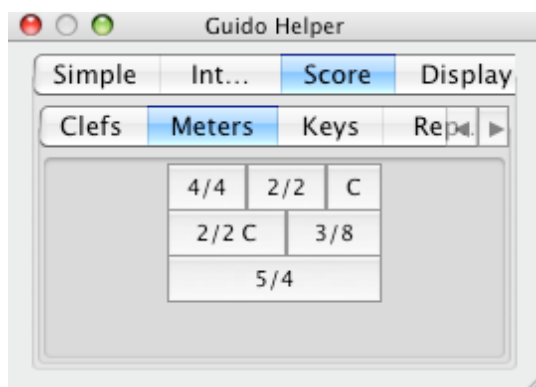 Guido Helper
Simple Int... Score Display
Clefs Meters Keys
4/4 2/2 C
2/2 C 3/8
5/4